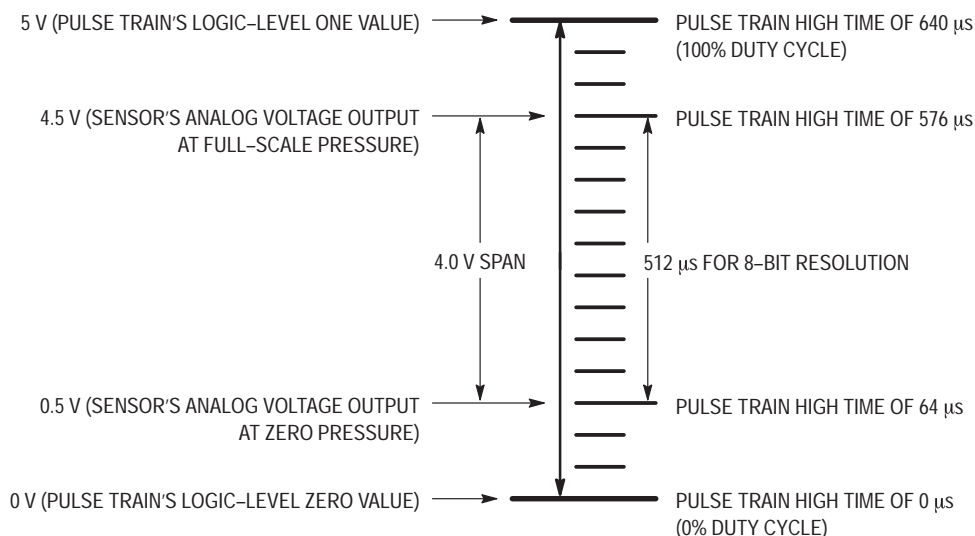 5 V (PULSE TRAIN'S LOGIC–LEVEL ONE VALUE)
PULSE TRAIN HIGH TIME OF 640 μs
(100% DUTY CYCLE)
4.5 V (SENSOR'S ANALOG VOLTAGE OUTPUT
AT FULL–SCALE PRESSURE)
PULSE TRAIN HIGH TIME OF 576 μs
4.0 V SPAN
512 μs FOR 8–BIT RESOLUTION
0.5 V (SENSOR'S ANALOG VOLTAGE OUTPUT
AT ZERO PRESSURE)
PULSE TRAIN HIGH TIME OF 64 μs
0 V (PULSE TRAIN'S LOGIC–LEVEL ZERO VALUE)
PULSE TRAIN HIGH TIME OF 0 μs
(0% DUTY CYCLE)